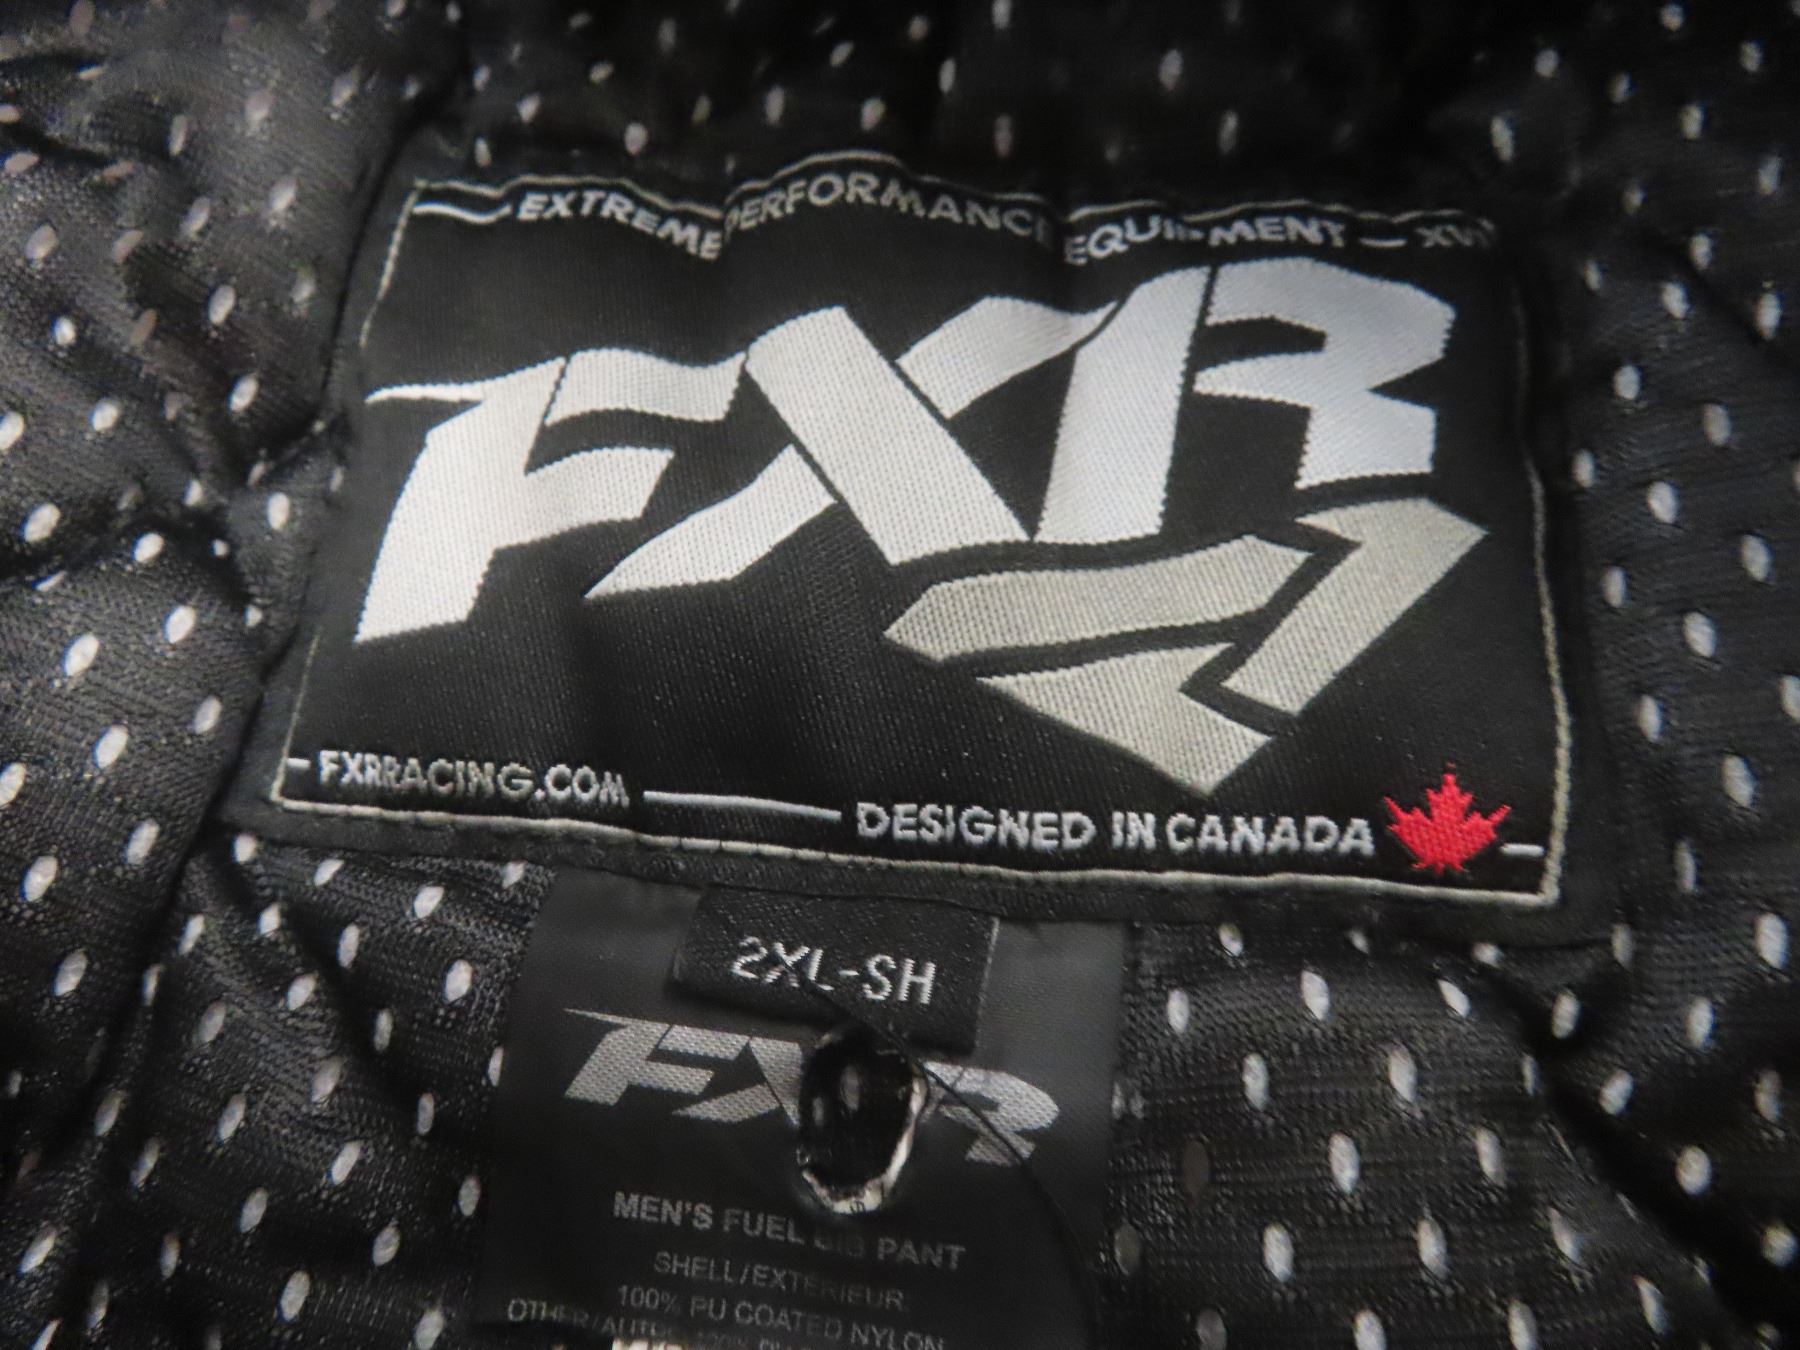 EXTREME PERFORMANCE EQUIPMENT
FXR
FXRRACING.COM DESIGNED IN CANADA
2XL-SH
FXR
MEN'S FUEL BIB PANT
SHELL/EXTERIEUR
100% PU COATED NYLON